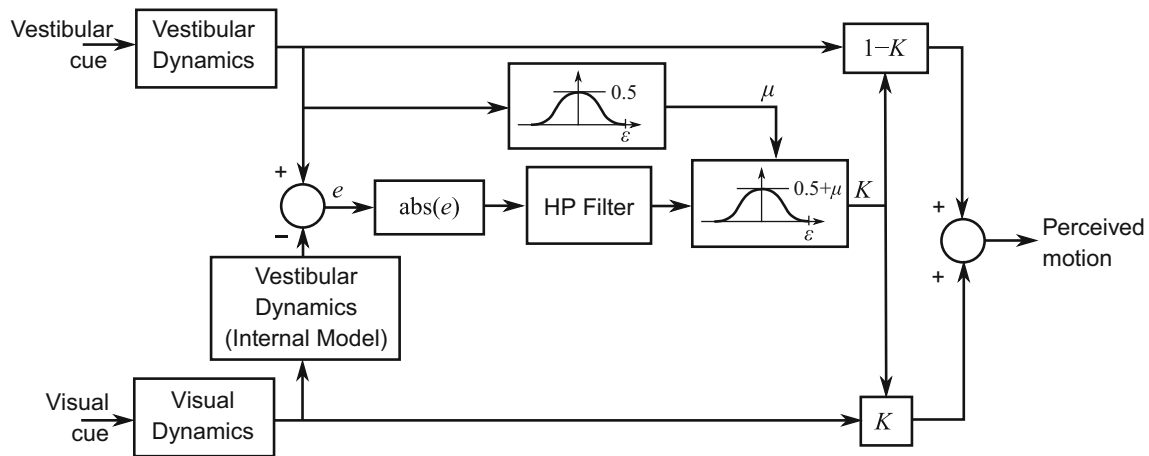 Vestibular
cue
Vestibular
Dynamics
1−K
0.5
ε
μ
+
e
abs(e)
HP Filter
0.5+μ
ε
K
−
Vestibular
Dynamics
(Internal Model)
+
+
Perceived
motion
Visual
cue
Visual
Dynamics
K